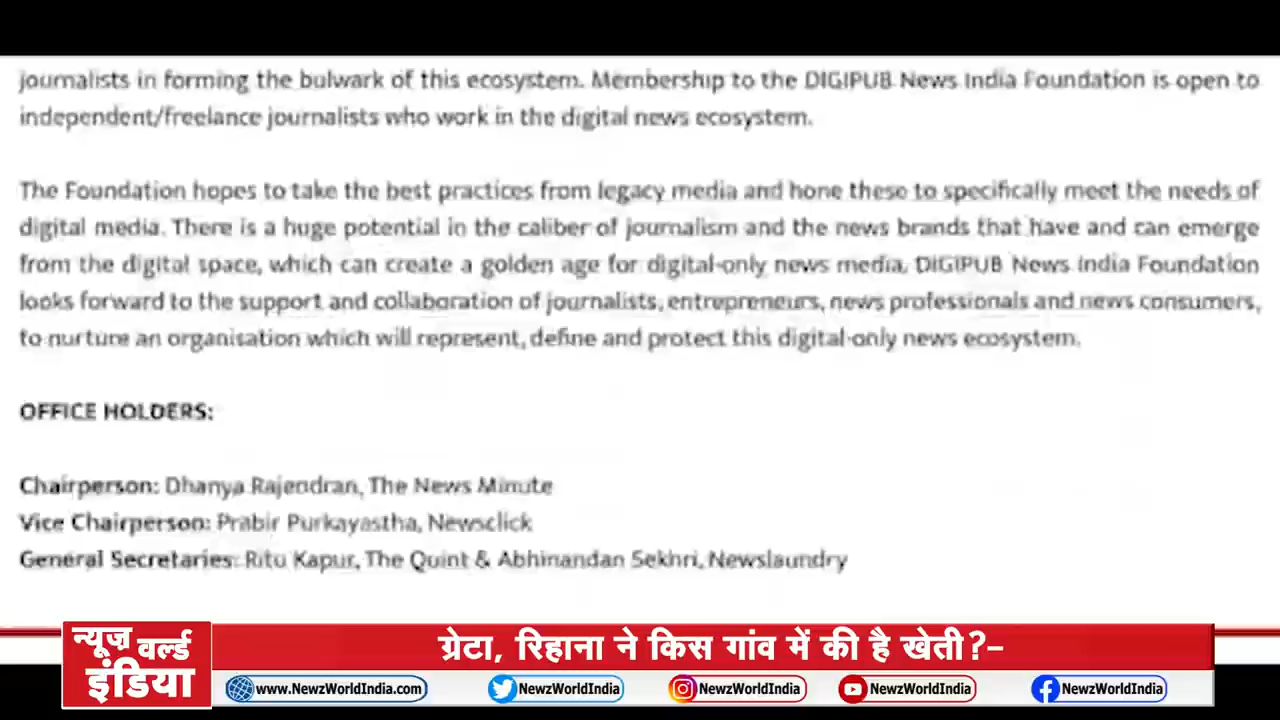 journalists in forming the bulwark of this ecosystem. Membership to the DIGIPUB News India Foundation is open to
independent/freelance journalists who work in the digital news ecosystem.
The Foundation hopes to take the best practices from legacy media and hone these to specifically meet the needs of
digital media. There is a huge potential in the caliber of journalism and the news brands that have and can emerge
from the digital space, which can create a golden age for digital-only news media. DIGIPUB News India Foundation
looks forward to the support and collaboration of journalists, entrepreneurs, news professionals and news consumers,
to nurture an organisation which will represent, define and protect this digital-only news ecosystem.
OFFICE HOLDERS:
Chairperson: Dhanya Rajendran, The News Minute
Vice Chairperson: Prabir Purkayastha, Newsclick
General Secretaries: Ritu Kapur, The Quint & Abhinandan Sekhri, Newslaundry
न्यूज़ वर्ल्ड
इंडिया
ग्रेटा, रिहाना ने किस गांव में की है खेती?–
www.NewzWorldIndia.com NewzWorldIndia NewzWorldIndia NewzWorldIndia NewzWorldIndia